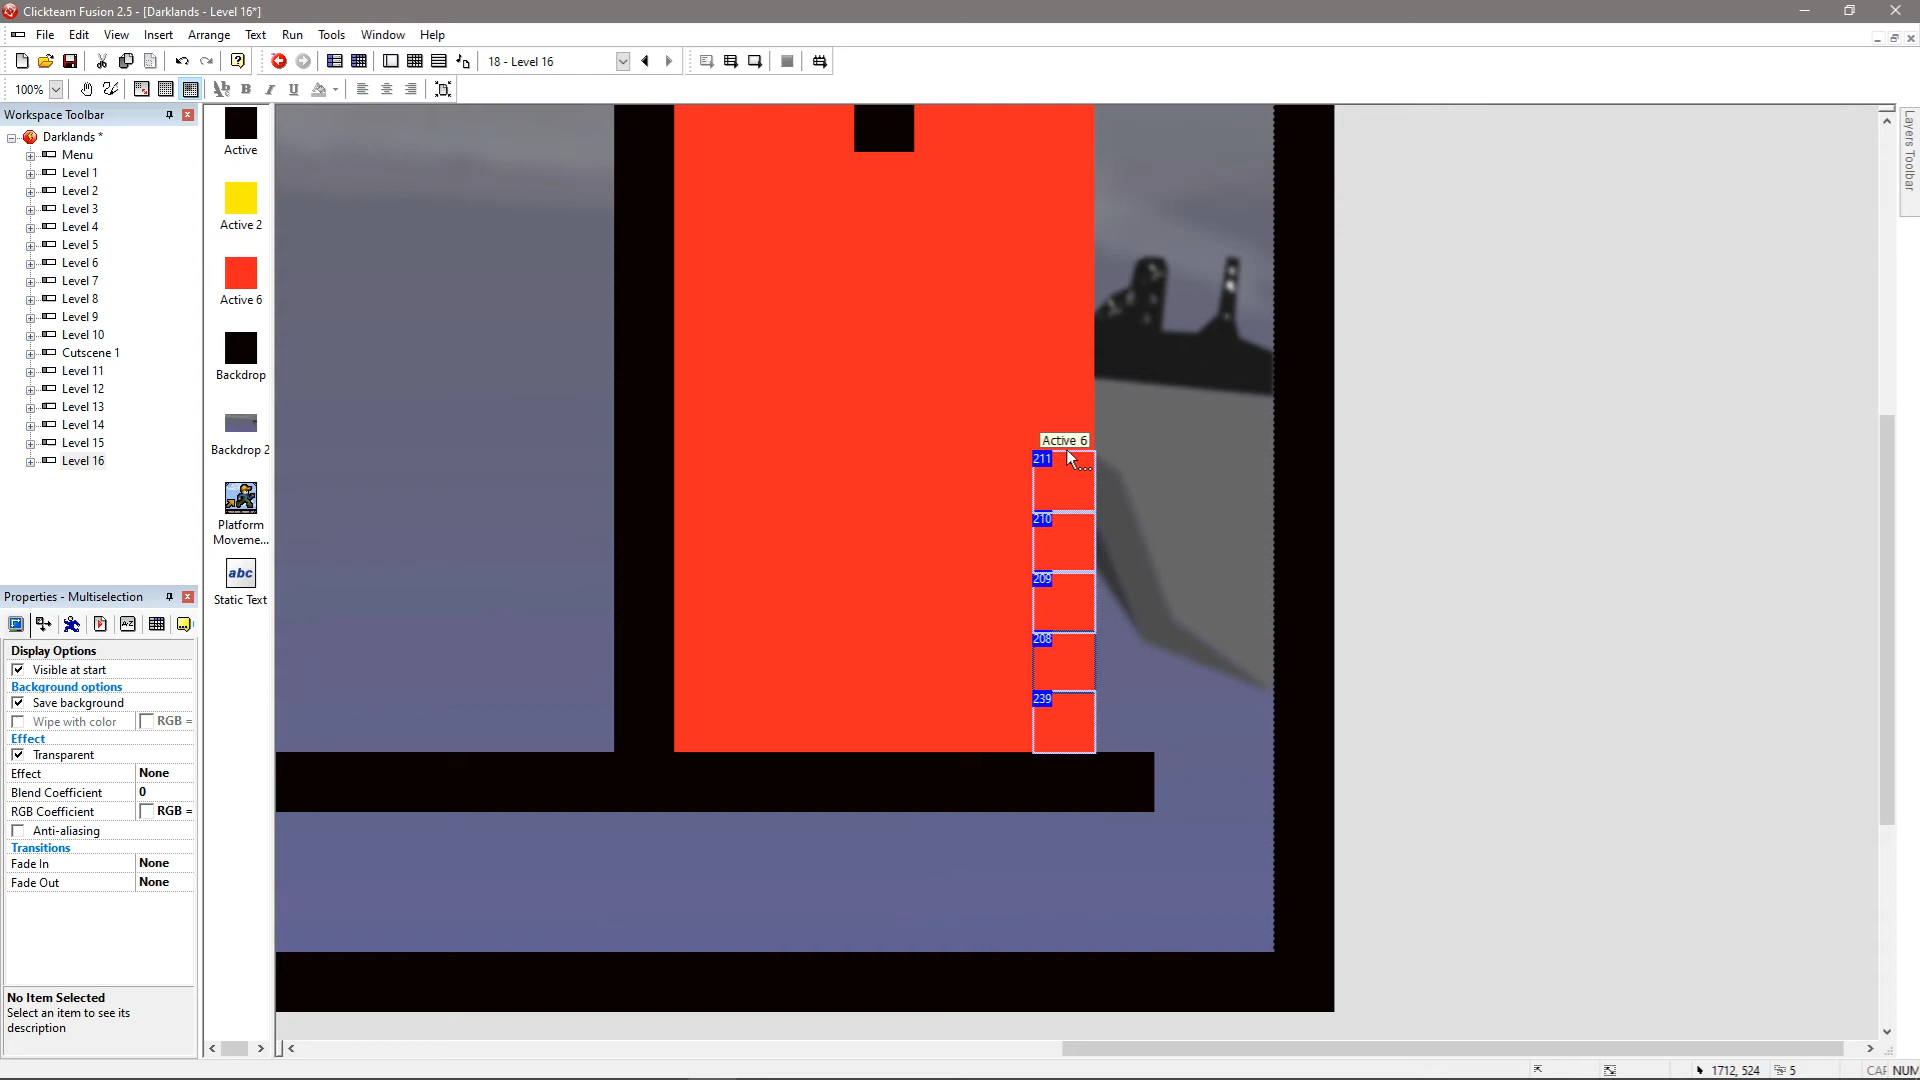 Clickteam Fusion 2.5 - [Darklands - Level 16*]
File Edit View Insert Arrange Text Run Tools Window Help
18 - Level 16
100%
Workspace Toolbar
Darklands *
Menu
Level 1
Level 2
Level 3
Level 4
Level 5
Level 6
Level 7
Level 8
Level 9
Level 10
Cutscene 1
Level 11
Level 12
Level 13
Level 14
Level 15
Level 16
Active
Active 2
Active 6
Backdrop
Backdrop 2
Platform
Moveme...
abc
Static Text
Active 6
211
210
209
208
239
Layers Toolbar
Properties - Multiselection
Display Options
Visible at start
Background options
Save background
Wipe with color RGB =
Effect
Transparent
Effect None
Blend Coefficient 0
RGB Coefficient RGB =
Anti-aliasing
Transitions
Fade In None
Fade Out None
No Item Selected
Select an item to see its
description
1712, 524 5 CAP NUM